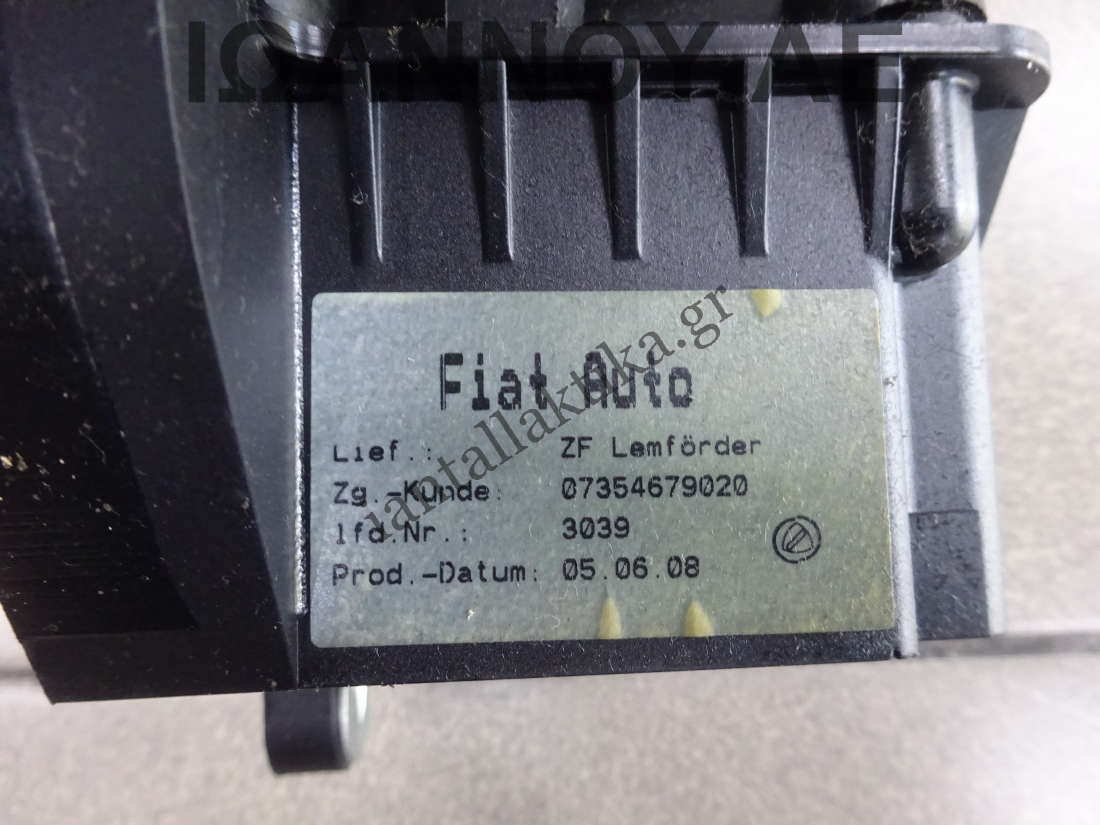 ΙΩΑΝΝΟΥ ΑΕ
Fiat Auto
Lief.: ZF Lemförder
Zg.-Kunde: 07354679020
lfd.Nr.: 3039
Prod.-Datum: 05.06.08
antallaktika.gr